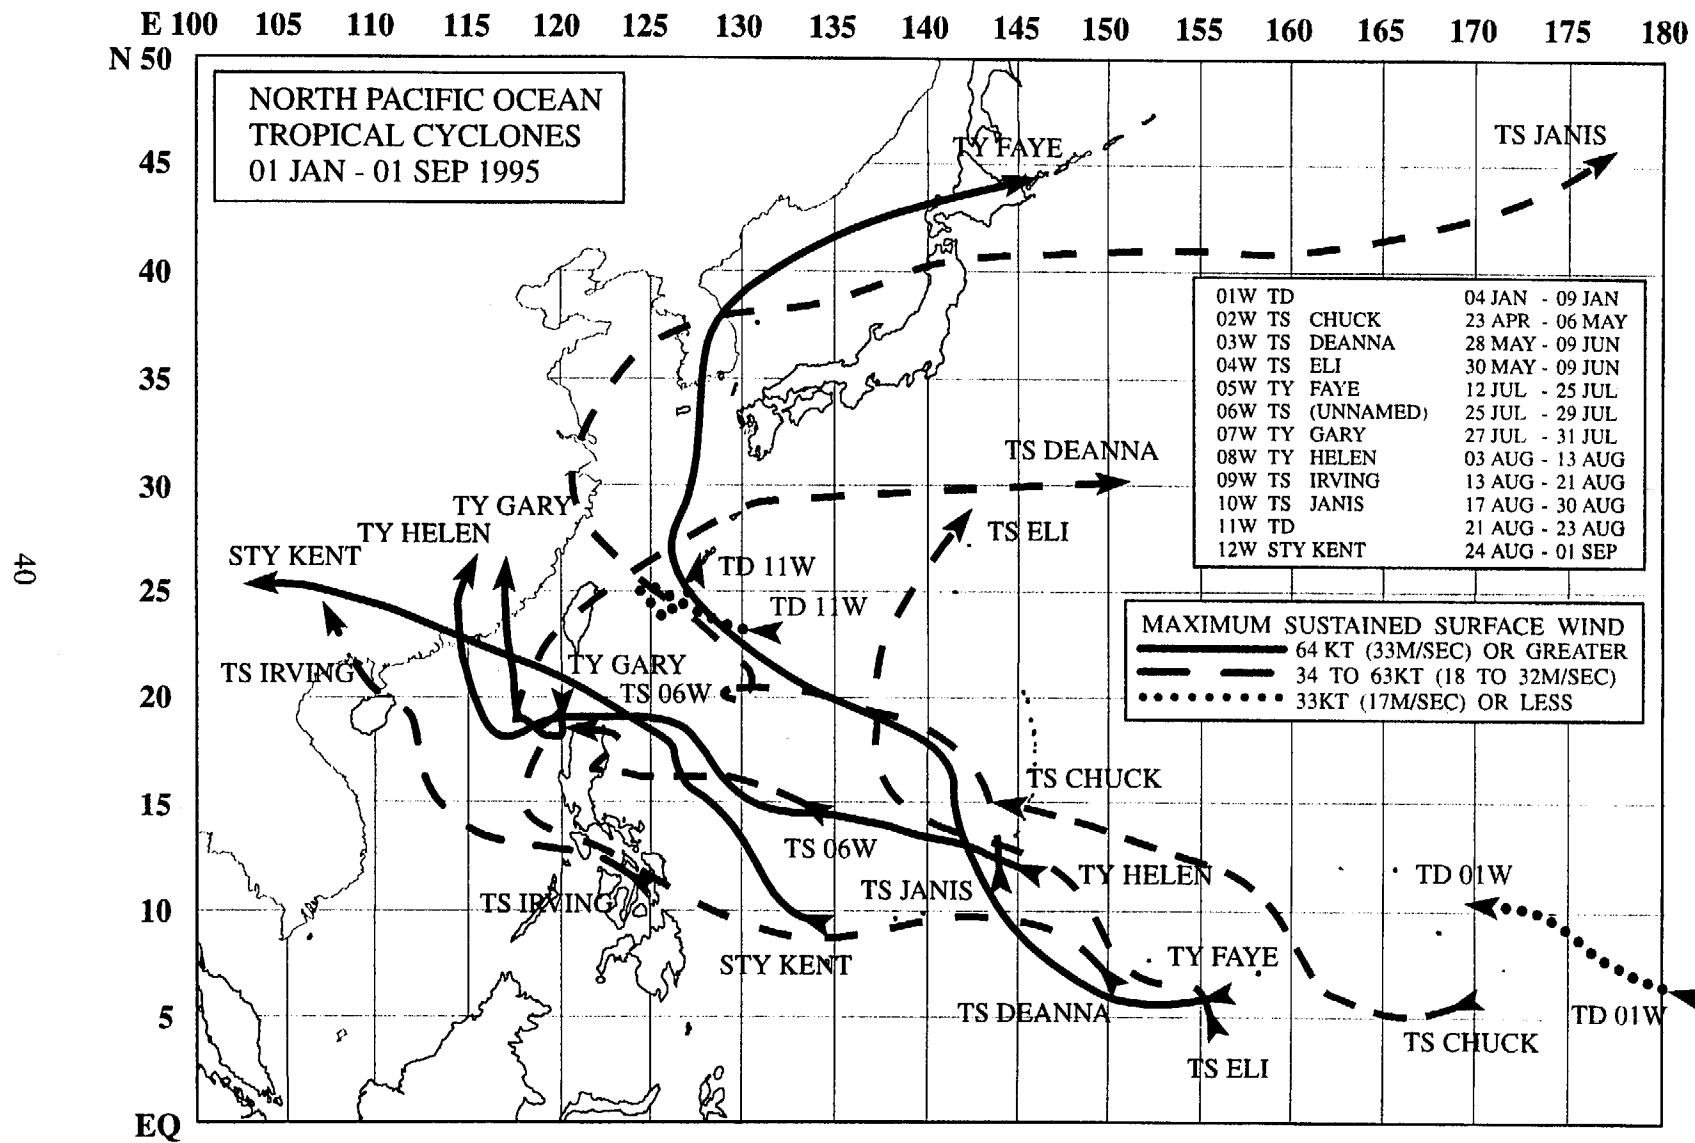 E 100 105 110 115 120 125 130 135 140 145 150 155 160 165 170 175 180
N 50
NORTH PACIFIC OCEAN
TROPICAL CYCLONES
01 JAN - 01 SEP 1995
TS JANIS
TY FAYE
45
40
01W TD 04 JAN - 09 JAN
02W TS CHUCK 23 APR - 06 MAY
03W TS DEANNA 28 MAY - 09 JUN
04W TS ELI 30 MAY - 09 JUN
05W TY FAYE 12 JUL - 25 JUL
06W TS (UNNAMED) 25 JUL - 29 JUL
07W TY GARY 27 JUL - 31 JUL
08W TY HELEN 03 AUG - 13 AUG
09W TS IRVING 13 AUG - 21 AUG
10W TS JANIS 17 AUG - 30 AUG
11W TD 21 AUG - 23 AUG
12W STY KENT 24 AUG - 01 SEP
35
TS DEANNA
30
TY GARY
TY HELEN
TS ELI
STY KENT
TD 11W
40
25
TD 11W
MAXIMUM SUSTAINED SURFACE WIND
64 KT (33M/SEC) OR GREATER
34 TO 63KT (18 TO 32M/SEC)
33KT (17M/SEC) OR LESS
TS IRVING
TY GARY
TS 06W
20
TS CHUCK
15
TS 06W
TY HELEN
TD 01W
TS JANIS
TS IRVING
10
STY KENT
TY FAYE
TS DEANNA
5
TD 01W
TS CHUCK
TS ELI
EQ